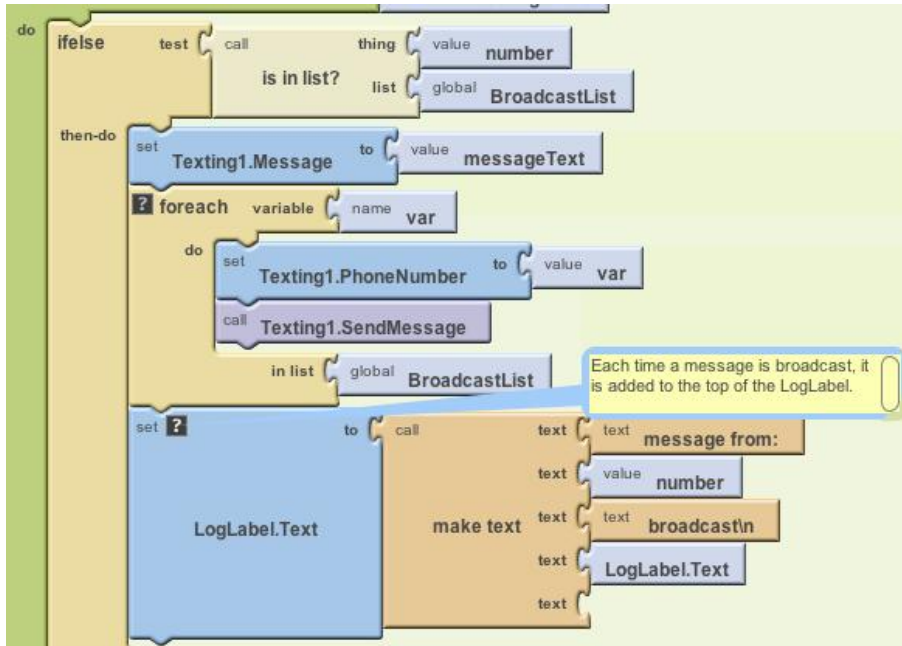 do
ifelse test call thing value number
is in list? list global BroadcastList
then-do set Texting1.Message to value messageText
? foreach variable name var
do set Texting1.PhoneNumber to value var
call Texting1.SendMessage
in list global BroadcastList
Each time a message is broadcast, it
is added to the top of the LogLabel.
set ? to call text text message from:
text value number
LogLabel.Text make text text text broadcast\n
text LogLabel.Text
text